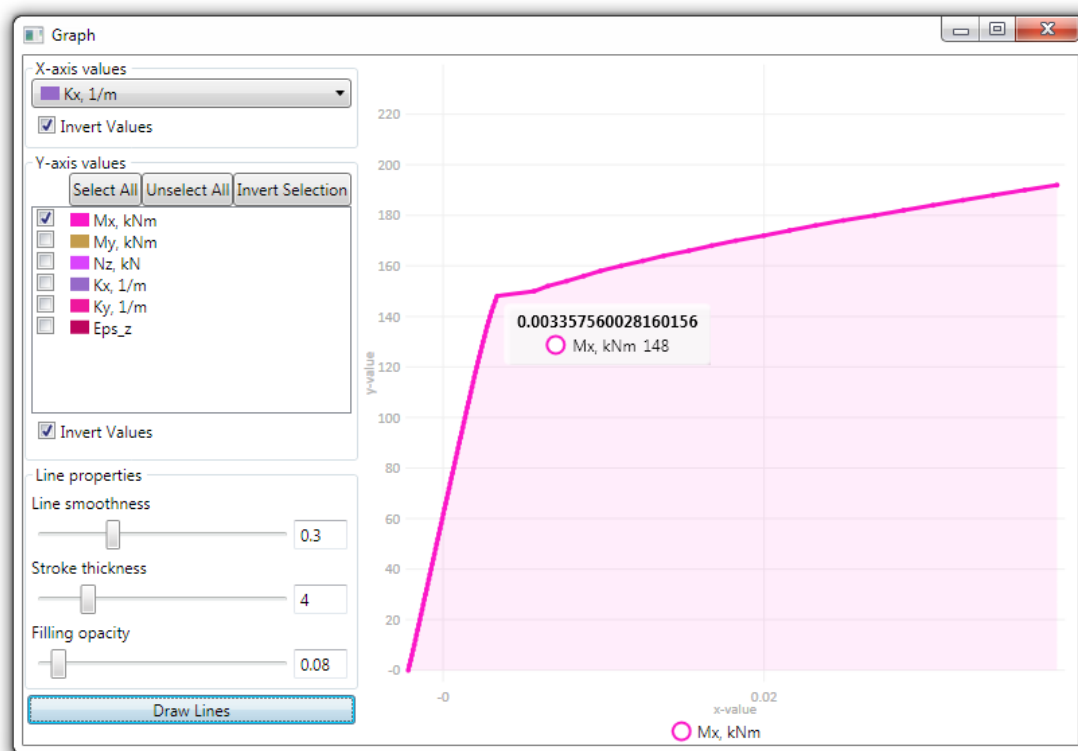 Graph
X-axis values
Kx, 1/m
Invert Values
Y-axis values
Select All Unselect All Invert Selection
Mx, kNm
My, kNm
Nz, kN
Kx, 1/m
Ky, 1/m
Eps_z
Invert Values
Line properties
Line smoothness
0.3
Stroke thickness
4
Filling opacity
0.08
Draw Lines
220
200
180
160
140
120
100
80
60
40
20
-0
y-value
0.003357560028160156
Mx, kNm 148
-0 0.02
x-value
Mx, kNm